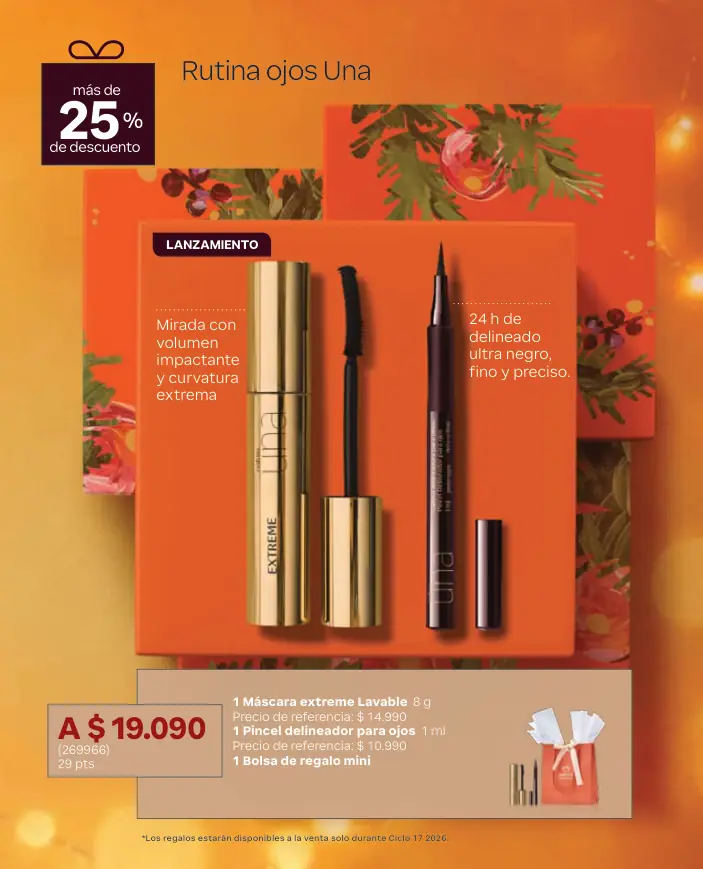 más de
25%
de descuento
Rutina ojos Una
LANZAMIENTO
Mirada con
volumen
impactante
y curvatura
extrema
24 h de
delineado
ultra negro,
fino y preciso.
una
EXTREME
una
A $ 19.090
(269966)
29 pts
1 Máscara extreme Lavable 8 g
Precio de referencia: $ 14.990
1 Pincel delineador para ojos 1 ml
Precio de referencia: $ 10.990
1 Bolsa de regalo mini
*Los regalos estarán disponibles a la venta solo durante Ciclo 17 2026.